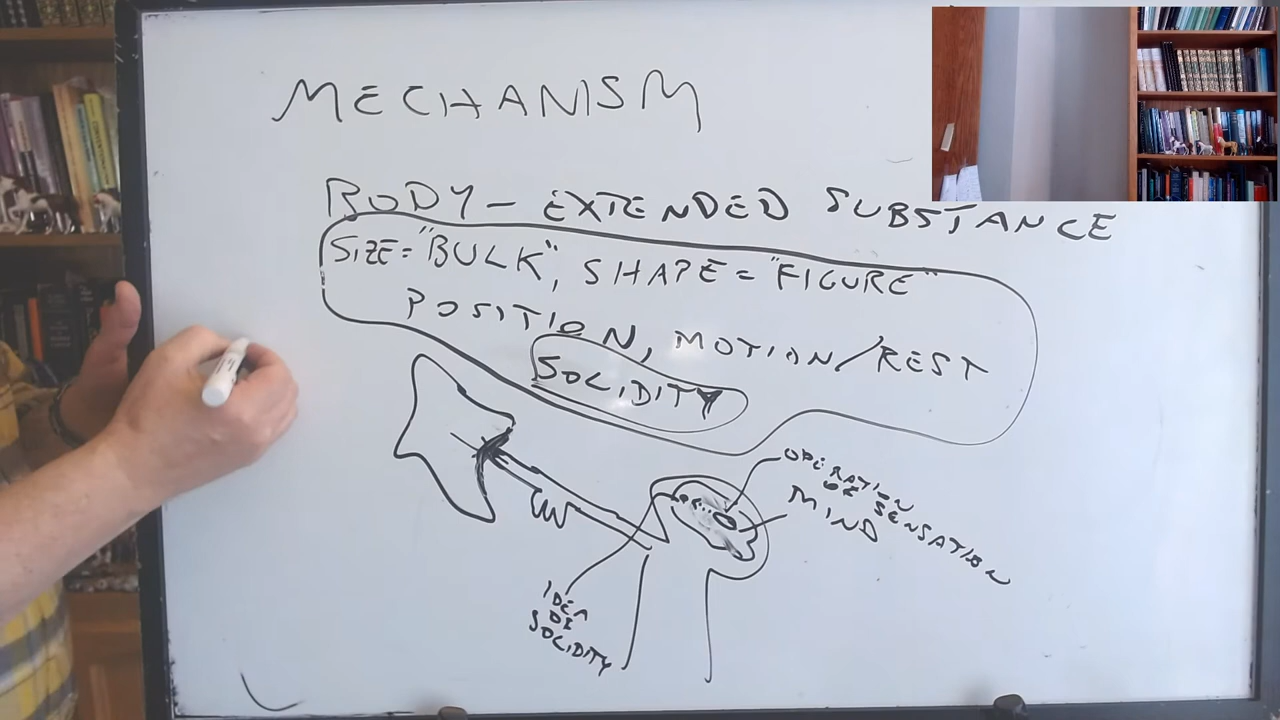 MECHANISM
BODY - EXTENDED SUBSTANCE
SIZE = "BULK", SHAPE = "FIGURE"
POSITION, MOTION/REST
SOLIDITY
OPERATION
OF SENSATION
MIND
IDEA
OF
SOLIDITY